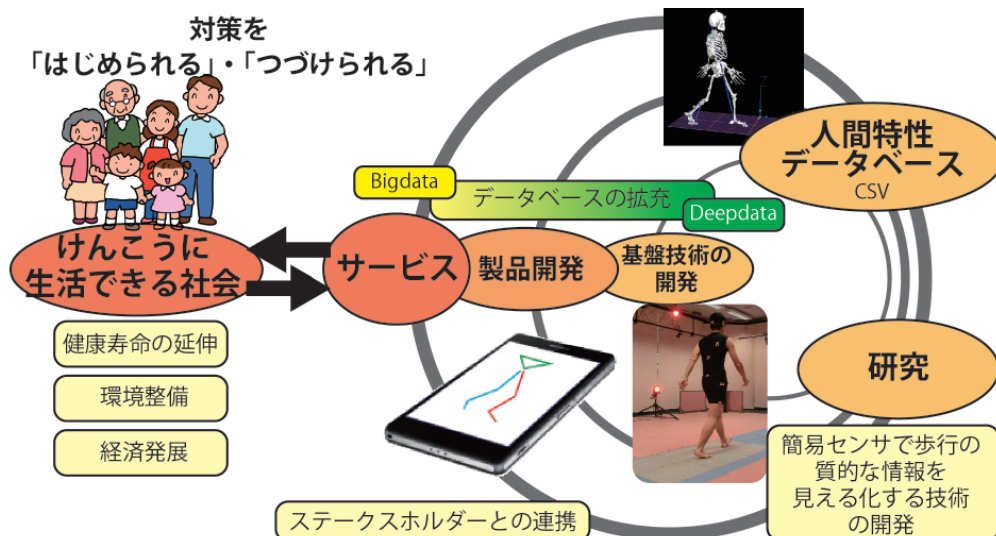 対策を
「はじめられる」・「つづけられる」
人間特性
データベース
CSV
Bigdata
データベースの拡充
Deepdata
けんこうに
生活できる社会
サービス
製品開発
基盤技術の
開発
健康寿命の延伸
環境整備
経済発展
研究
簡易センサで歩行の
質的な情報を
見える化する技術
の開発
ステークスホルダーとの連携